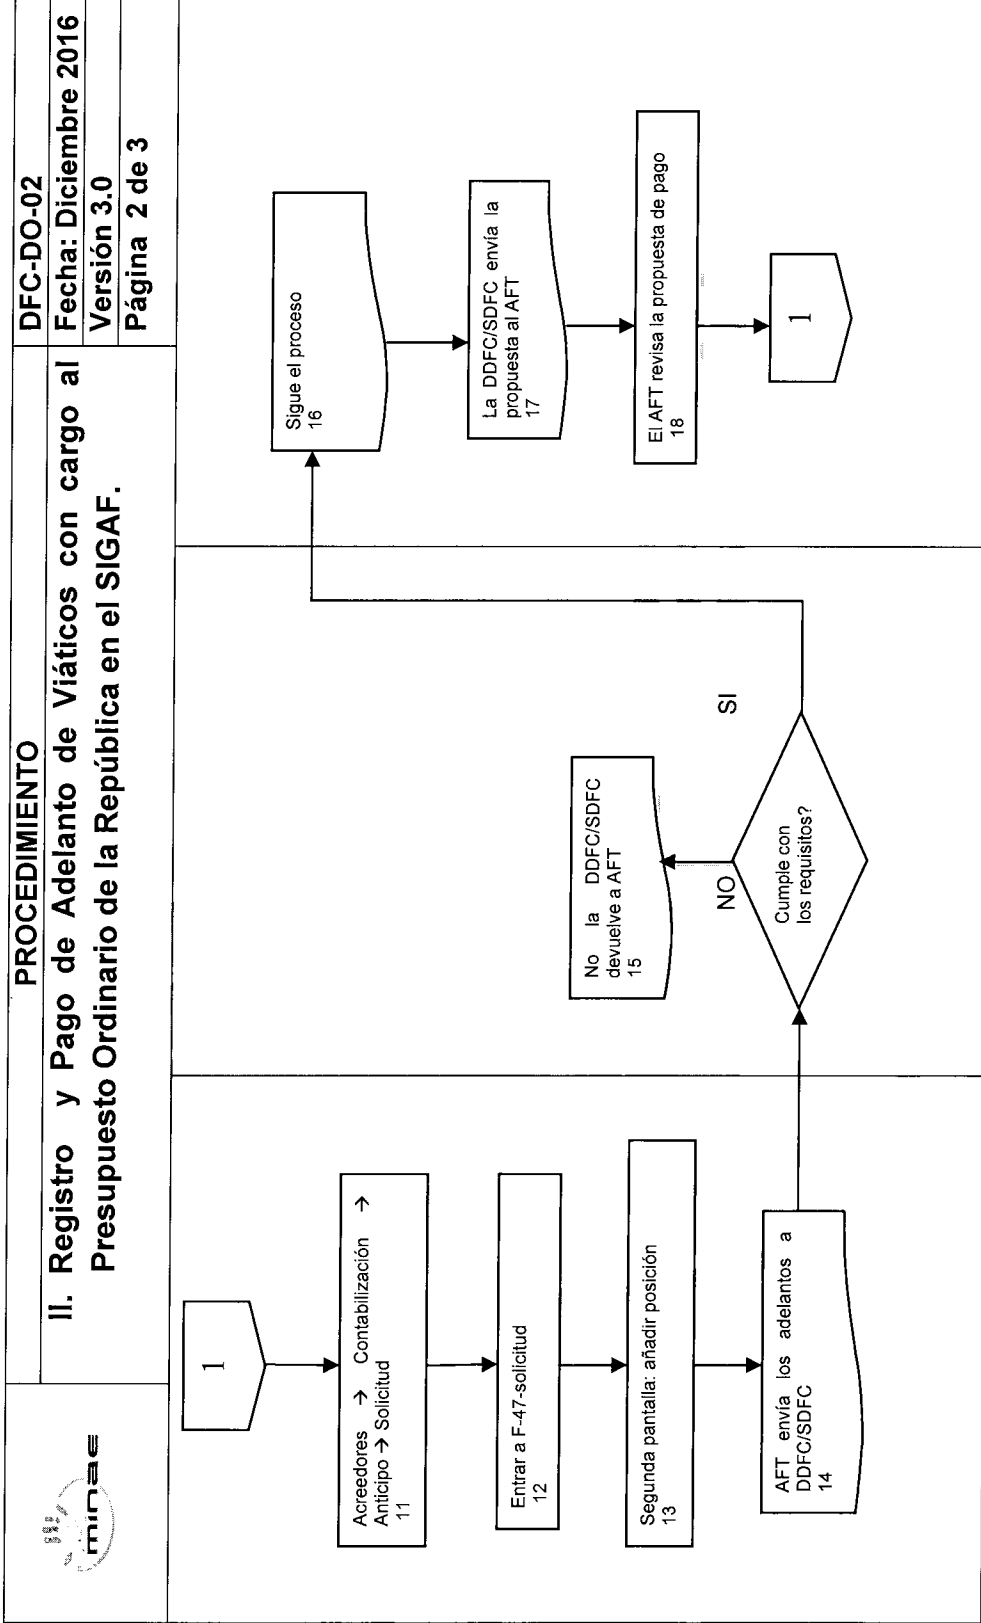 minae
PROCEDIMIENTO
II. Registro y Pago de Adelanto de Viáticos con cargo al
Presupuesto Ordinario de la República en el SIGAF.
DFC-DO-02
Fecha: Diciembre 2016
Versión 3.0
Página 2 de 3
1
Acreedores → Contabilización →
Anticipo → Solicitud
11
Entrar a F-47-solicitud
12
Segunda pantalla: añadir posición
13
AFT envía los adelantos a
DDFC/SDFC
14
No la DDFC/SDFC
devuelve a AFT
15
NO
SI
Cumple con
los requisitos?
Sigue el proceso
16
La DDFC/SDFC envía la
propuesta al AFT
17
El AFT revisa la propuesta de pago
18
1